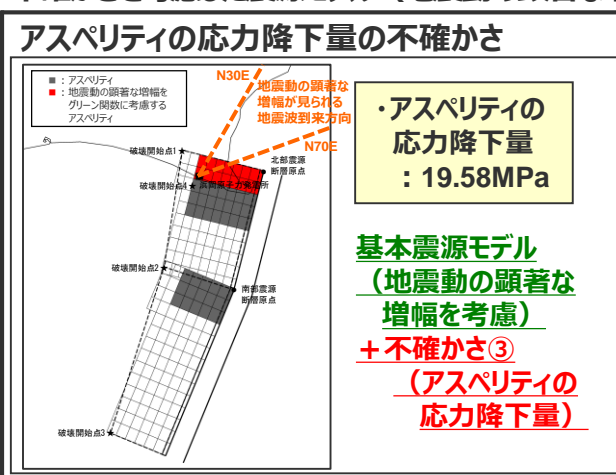 アスペリティの応力降下量の不確かさ
■：アスペリティ
■：地震動の顕著な増幅を
グリーン関数に考慮する
アスペリティ
N30E
地震動の顕著な
増幅が見られる
地震波到来方向
N70E
破壊開始点1
北部震源
断層原点
破壊開始点4
浜岡原子力発電所
破壊開始点2
南部震源
断層原点
破壊開始点3
・アスペリティの
応力降下量
：19.58MPa
基本震源モデル
（地震動の顕著な
増幅を考慮）
＋不確かさ③
（アスペリティの
応力降下量）